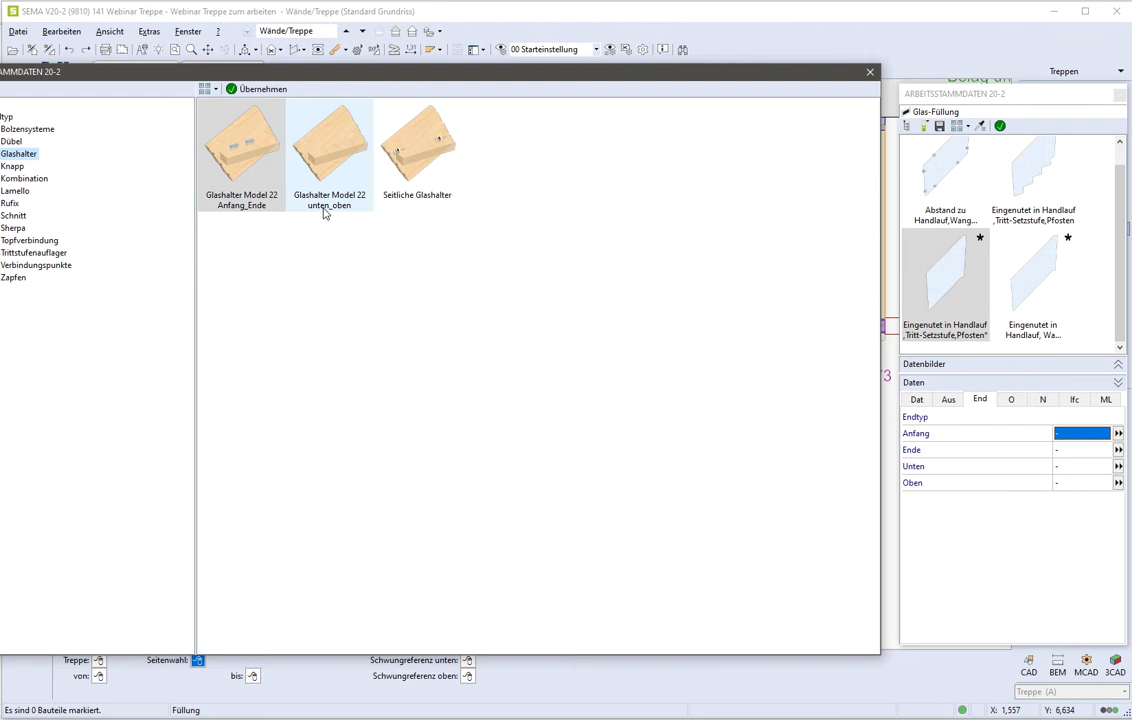 SEMA V20-2 (9810) 141 Webinar Treppe - Webinar Treppe zum arbeiten - Wände/Treppe (Standard Grundriss)
Datei Bearbeiten Ansicht Extras Fenster ? Wände/Treppe
00 Starteinstellung
AMMDATEN 20-2
Treppen
Übernehmen
ARBEITSSTAMMDATEN 20-2
Glas-Füllung
ltyp
Bolzensysteme
Dübel
Glashalter
Knapp
Kombination
Lamello
Rufix
Schnitt
Sherpa
Topfverbindung
Trittstufenauflager
Verbindungspunkte
Zapfen
Glashalter Model 22
Anfang_Ende
Glashalter Model 22
unten_oben
Seitliche Glashalter
Abstand zu
Handlauf,Wang...
Eingenutet in Handlauf
,Tritt-Setzstufe,Pfosten
Eingenutet in Handlauf
,Tritt-Setzstufe,Pfosten"
Eingenutet in
Handlauf, Wa...
Datenbilder
Daten
Dat Aus End O N Ifc ML
Endtyp
Anfang -
Ende -
Unten -
Oben -
Treppe: Seitenwahl: Schwungreferenz unten:
von: bis: Schwungreferenz oben:
CAD BEM MCAD 3CAD
Treppe (A)
Es sind 0 Bauteile markiert. Füllung X: 1,557 Y: 6,634